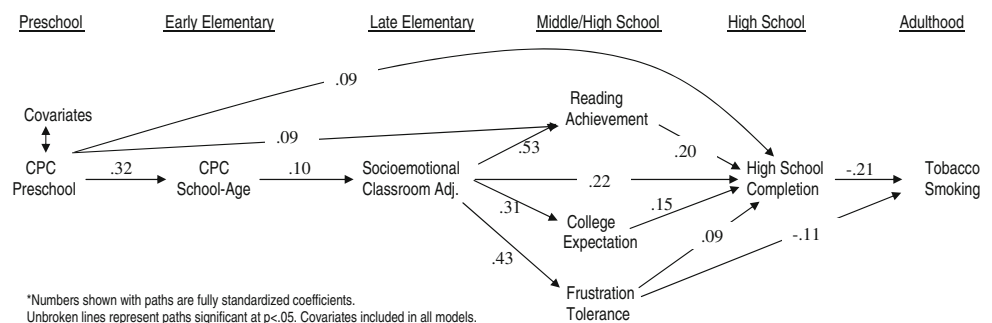 Preschool Early Elementary Late Elementary Middle/High School High School Adulthood
.09
Covariates
Reading
Achievement
.09
.53
.20
CPC
Preschool
.32
CPC
School-Age
.10
Socioemotional
Classroom Adj.
.22
High School
Completion
-.21
Tobacco
Smoking
.31
.15
College
Expectation
.43
.09
-.11
Frustration
Tolerance
*Numbers shown with paths are fully standardized coefficients.
Unbroken lines represent paths significant at p<.05. Covariates included in all models.